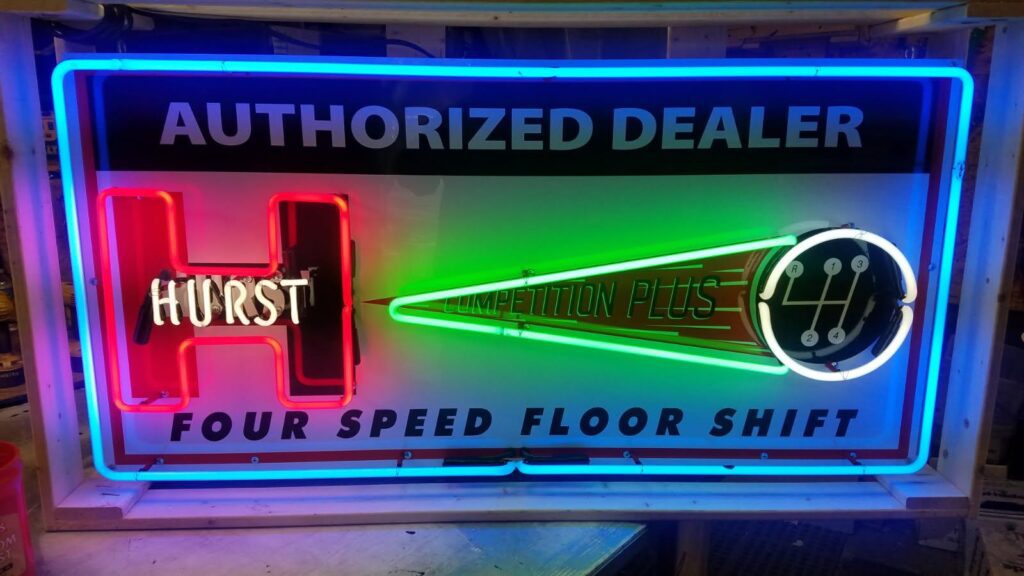 AUTHORIZED DEALER
HURST
COMPETITION PLUS
R 1 3
2 4
FOUR SPEED FLOOR SHIFT